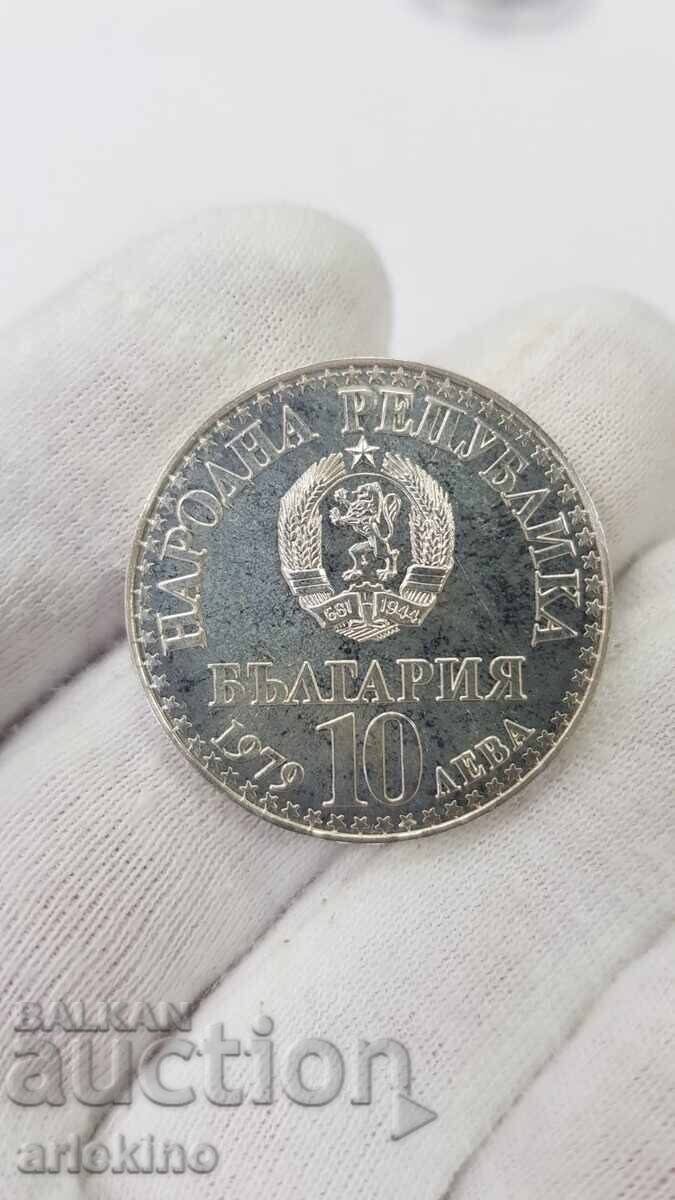 НАРОДНА РЕПУБЛИКА
681 1944
БЪЛГАРИЯ
1979 10 ЛЕВА
BALKAN
auction
arlekino